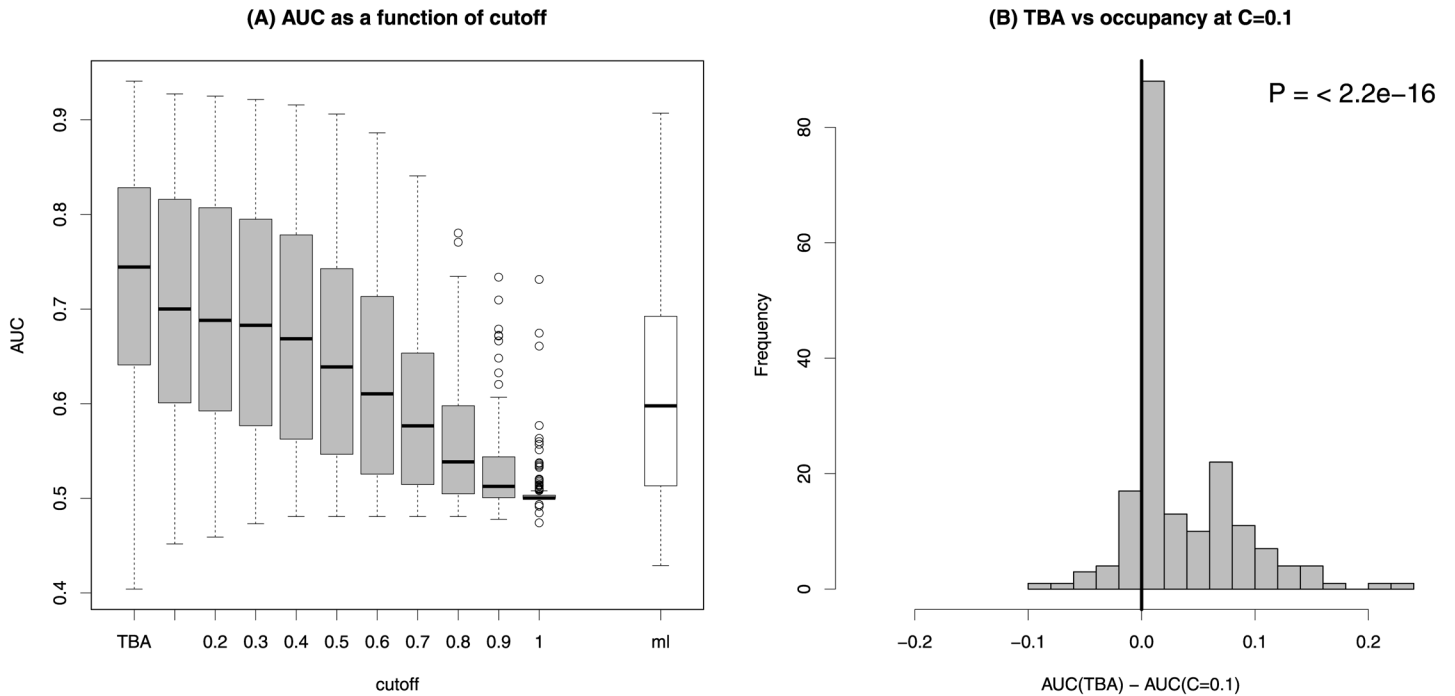 (A) AUC as a function of cutoff
AUC
0.9
0.8
0.7
0.6
0.5
0.4
TBA 0.2 0.3 0.4 0.5 0.6 0.7 0.8 0.9 1 ml
cutoff
(B) TBA vs occupancy at C=0.1
P = < 2.2e−16
Frequency
80
60
40
20
0
−0.2 −0.1 0.0 0.1 0.2
AUC(TBA) − AUC(C=0.1)